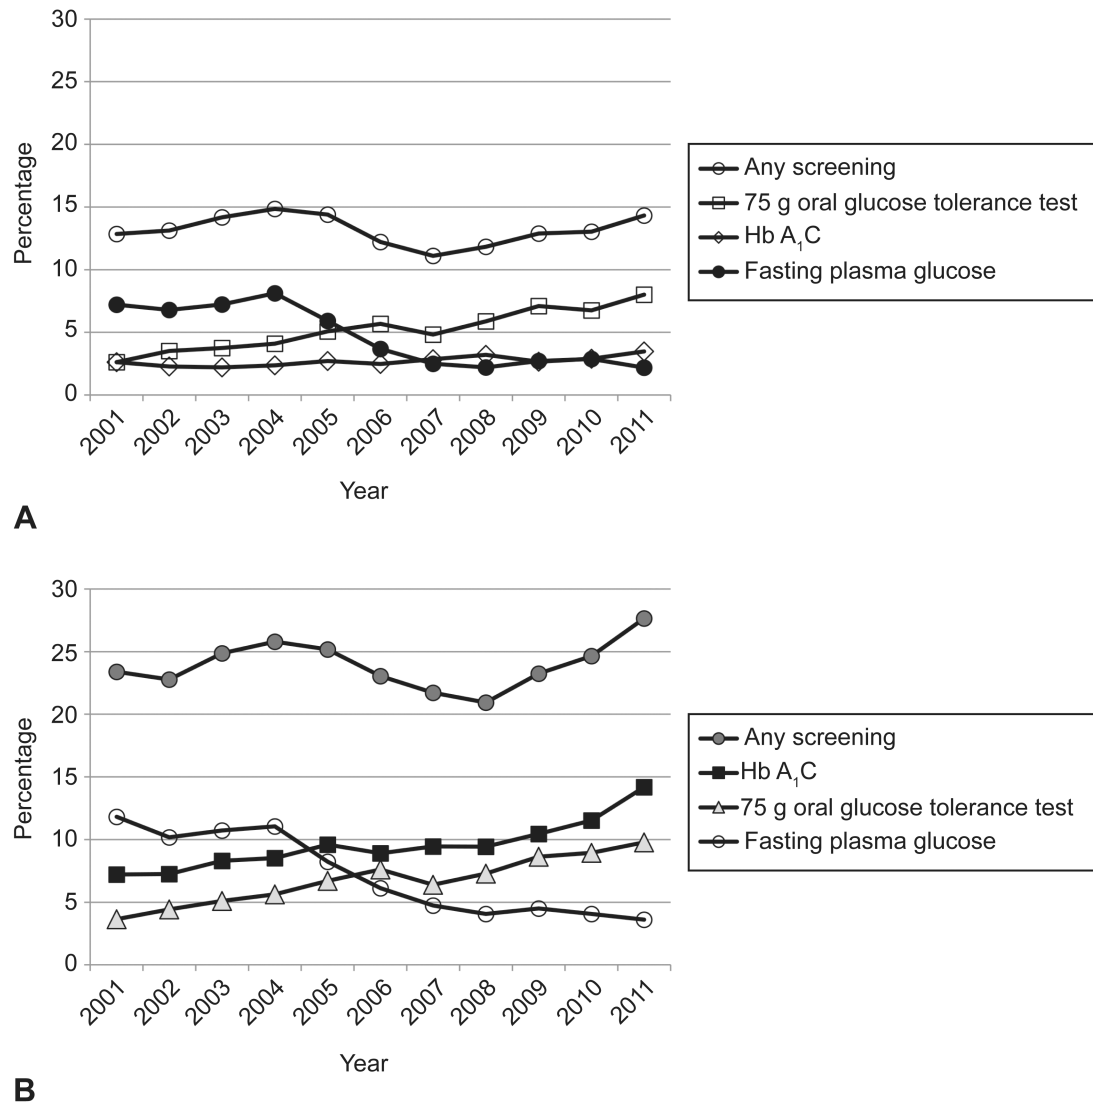 30
25
20
15
10
5
0
Percentage
2001 2002 2003 2004 2005 2006 2007 2008 2009 2010 2011
Year
Any screening
75 g oral glucose tolerance test
Hb A1C
Fasting plasma glucose
A
30
25
20
15
10
5
0
Percentage
2001 2002 2003 2004 2005 2006 2007 2008 2009 2010 2011
Year
Any screening
Hb A1C
75 g oral glucose tolerance test
Fasting plasma glucose
B